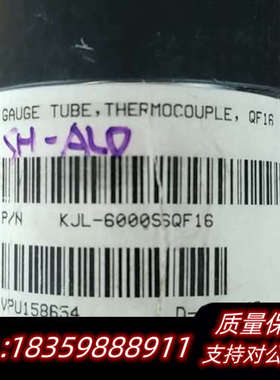 GAUGE TUBE,THERMOCOUPLE, QF16
SH-ALD
P/N KJL-6000SSQF16
VPU158654
D-
质量保
:18359888911
支持对公